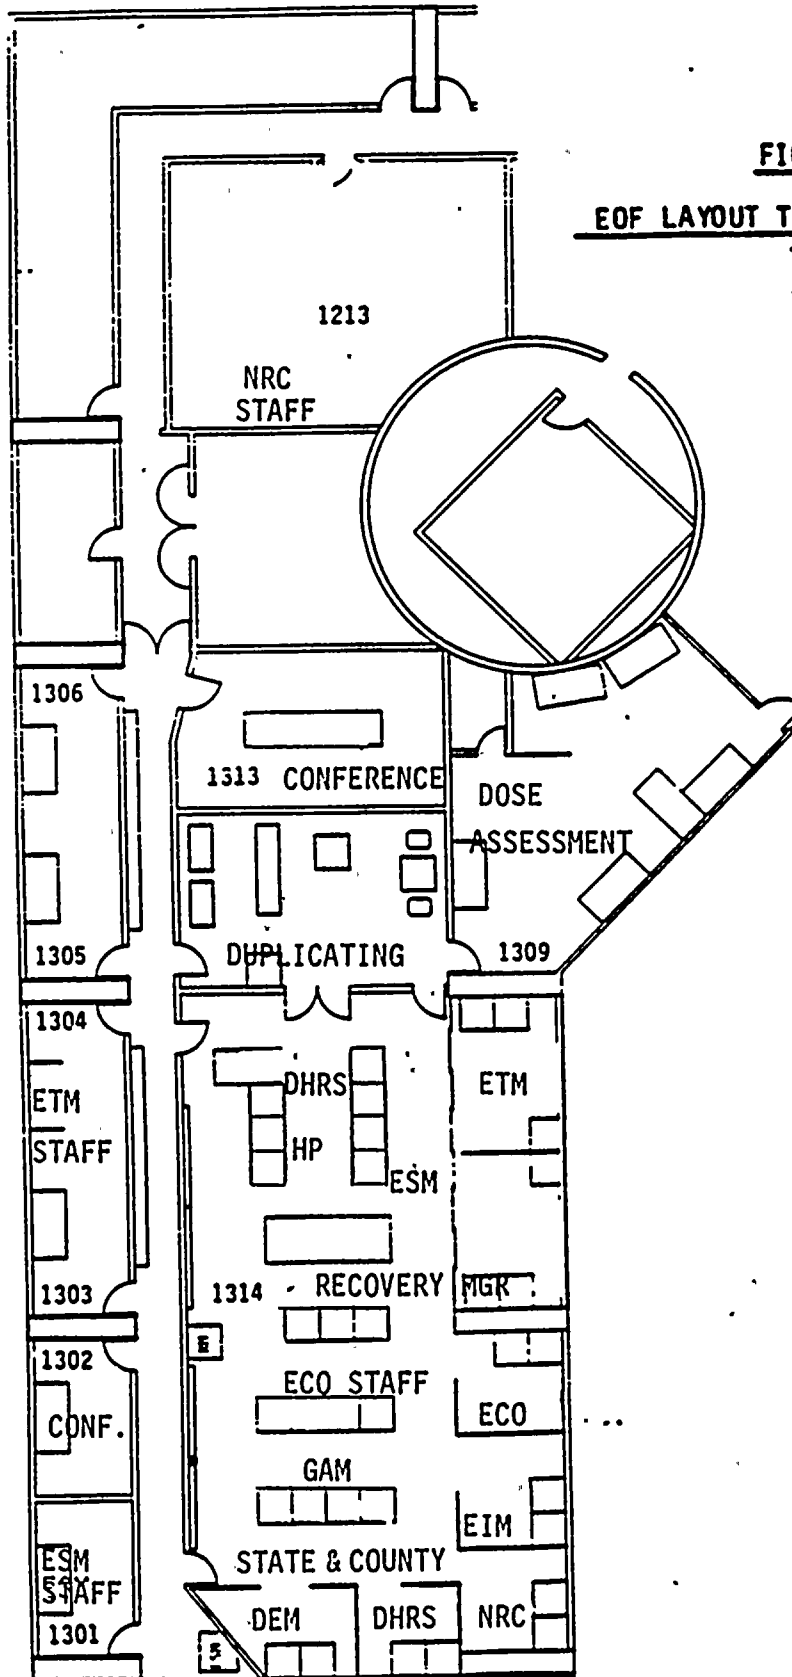 EOF LAYOUT T
1213
NRC
STAFF
1306
1313 CONFERENCE
DOSE
ASSESSMENT
1305
DUPLICATING
1309
1304
ETM
STAFF
DHRS
HP
ESM
ETM
1303
1314
RECOVERY MGR
1302
CONF.
ECO STAFF
ECO
GAM
EIM
STATE & COUNTY
ESM
STAFF
1301
DEM
DHRS
NRC